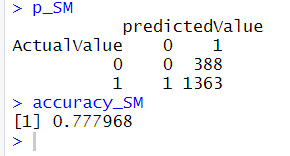 > p_SM
predictedValue
ActualValue 0 1
0 0 388
1 1 1363
> accuracy_SM
[1] 0.777968
>